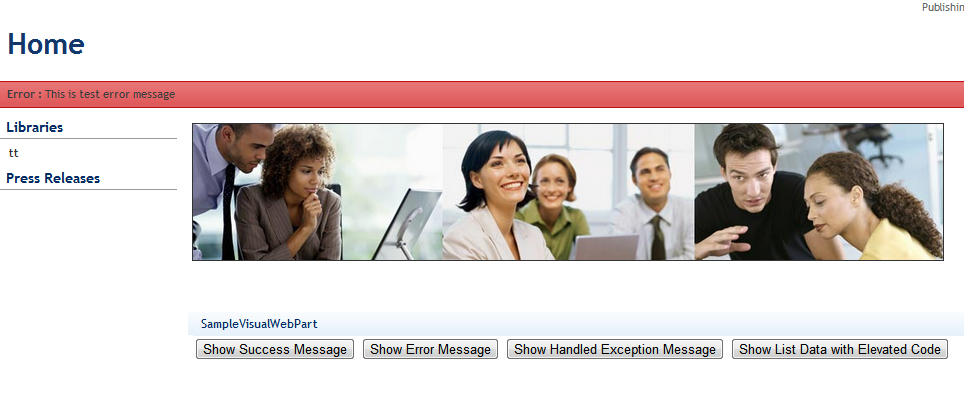 Publishin
Home
Error : This is test error message
Libraries
tt
Press Releases
SampleVisualWebPart
Show Success Message Show Error Message Show Handled Exception Message Show List Data with Elevated Code